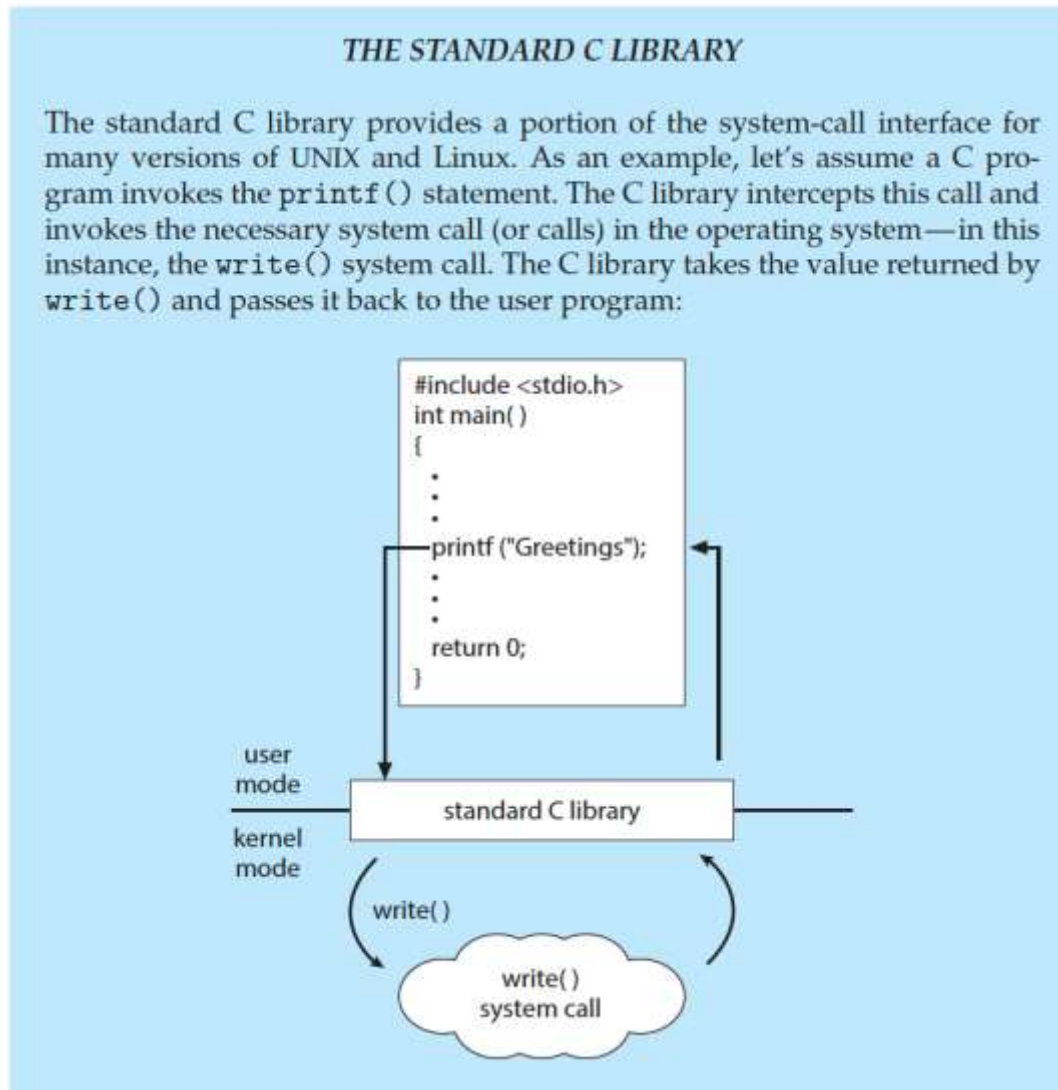 THE STANDARD C LIBRARY
The standard C library provides a portion of the system-call interface for
many versions of UNIX and Linux. As an example, let's assume a C pro-
gram invokes the printf() statement. The C library intercepts this call and
invokes the necessary system call (or calls) in the operating system—in this
instance, the write() system call. The C library takes the value returned by
write() and passes it back to the user program:
#include <stdio.h>
int main( )
{
•
•
•
printf ("Greetings");
•
•
•
return 0;
}
user
mode
standard C library
kernel
mode
write( )
write( )
system call